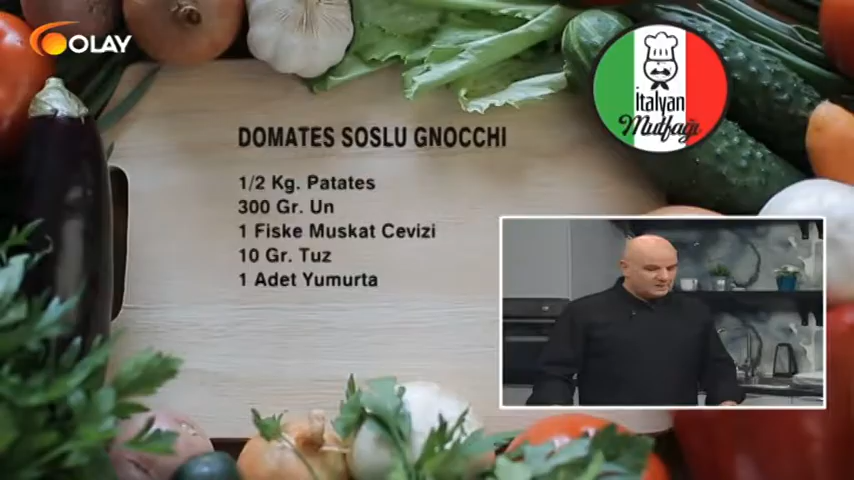 OLAY
İtalyan
Mutfağı
DOMATES SOSLU GNOCCHI
1/2 Kg. Patates
300 Gr. Un
1 Fiske Muskat Cevizi
10 Gr. Tuz
1 Adet Yumurta